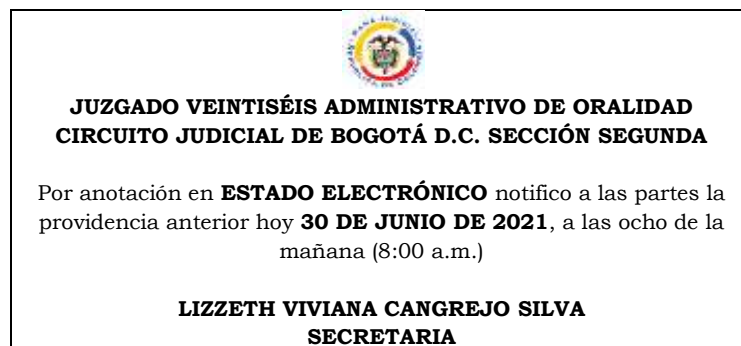 JUZGADO VEINTISÉIS ADMINISTRATIVO DE ORALIDAD
CIRCUITO JUDICIAL DE BOGOTÁ D.C. SECCIÓN SEGUNDA
Por anotación en ESTADO ELECTRÓNICO notifico a las partes la
providencia anterior hoy 30 DE JUNIO DE 2021, a las ocho de la
mañana (8:00 a.m.)
LIZZETH VIVIANA CANGREJO SILVA
SECRETARIA